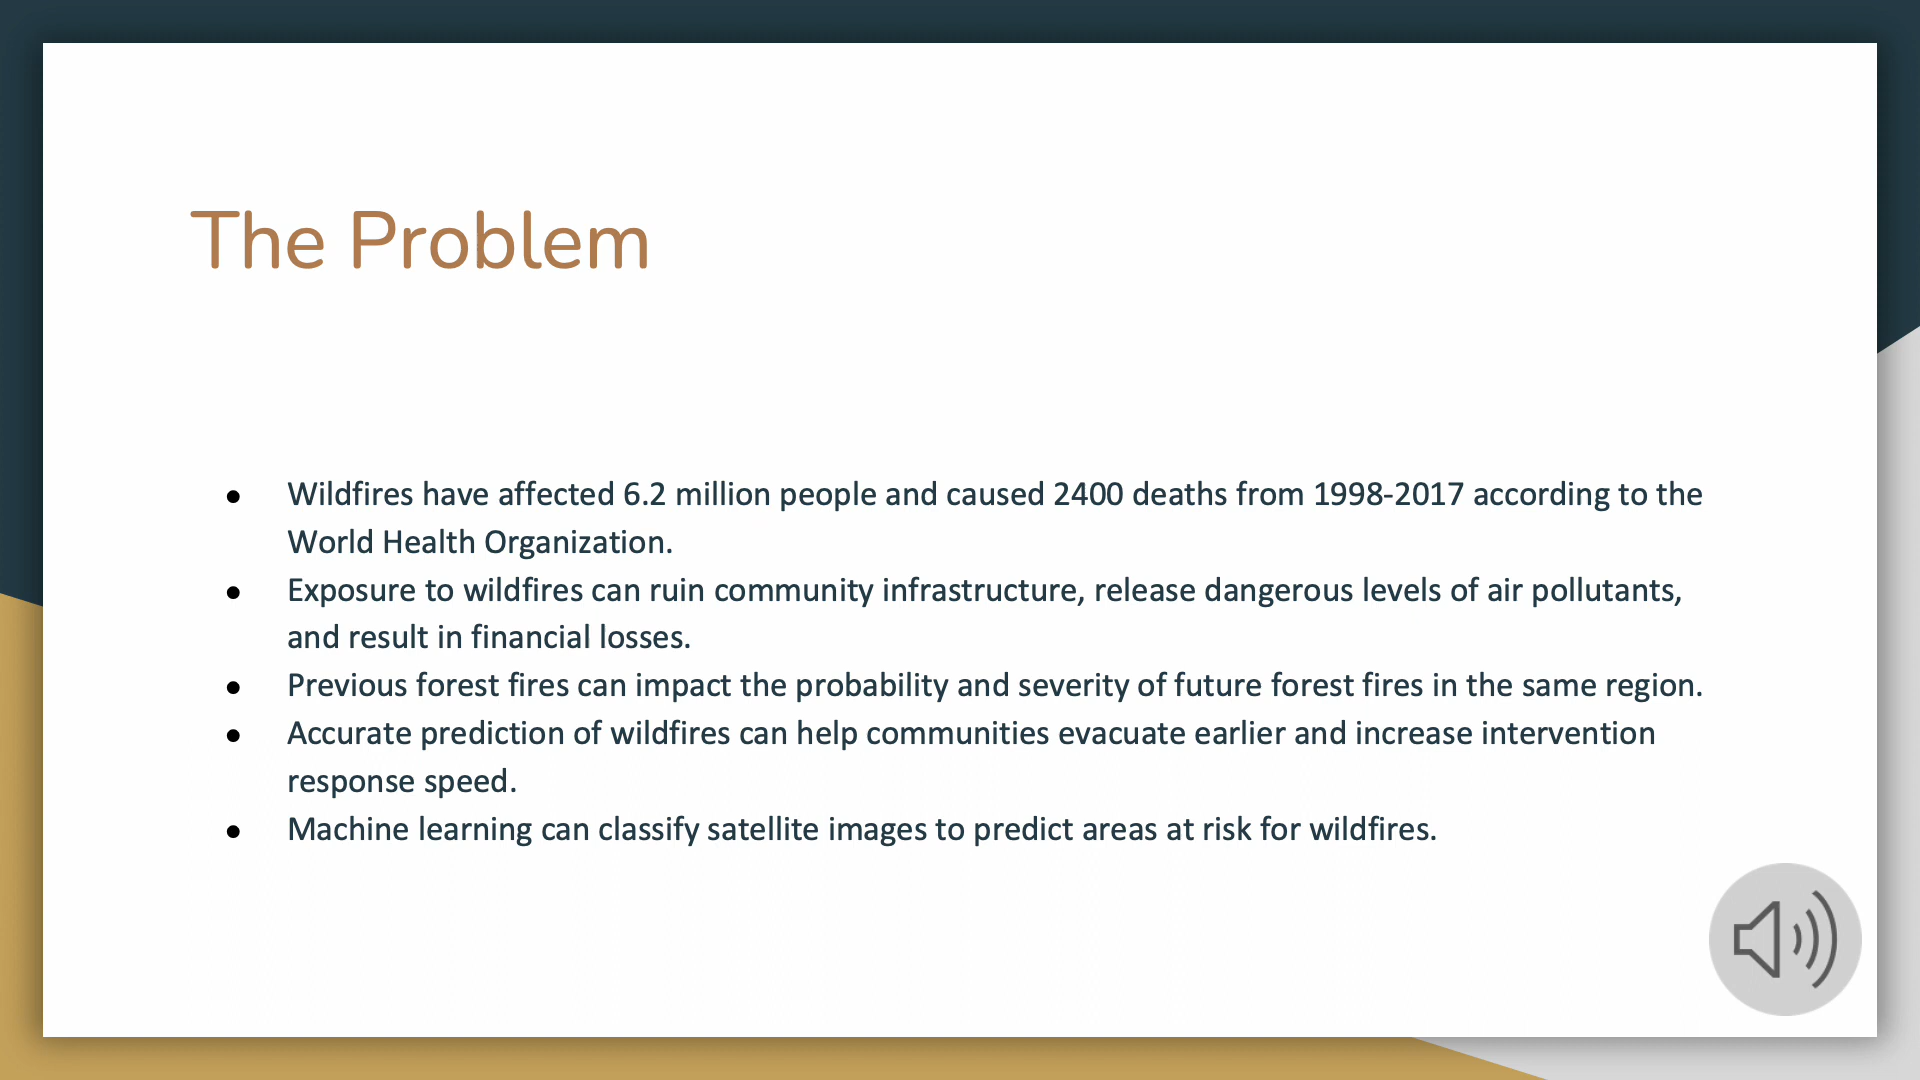 The Problem
● Wildfires have affected 6.2 million people and caused 2400 deaths from 1998-2017 according to the
World Health Organization.
● Exposure to wildfires can ruin community infrastructure, release dangerous levels of air pollutants,
and result in financial losses.
● Previous forest fires can impact the probability and severity of future forest fires in the same region.
● Accurate prediction of wildfires can help communities evacuate earlier and increase intervention
response speed.
● Machine learning can classify satellite images to predict areas at risk for wildfires.